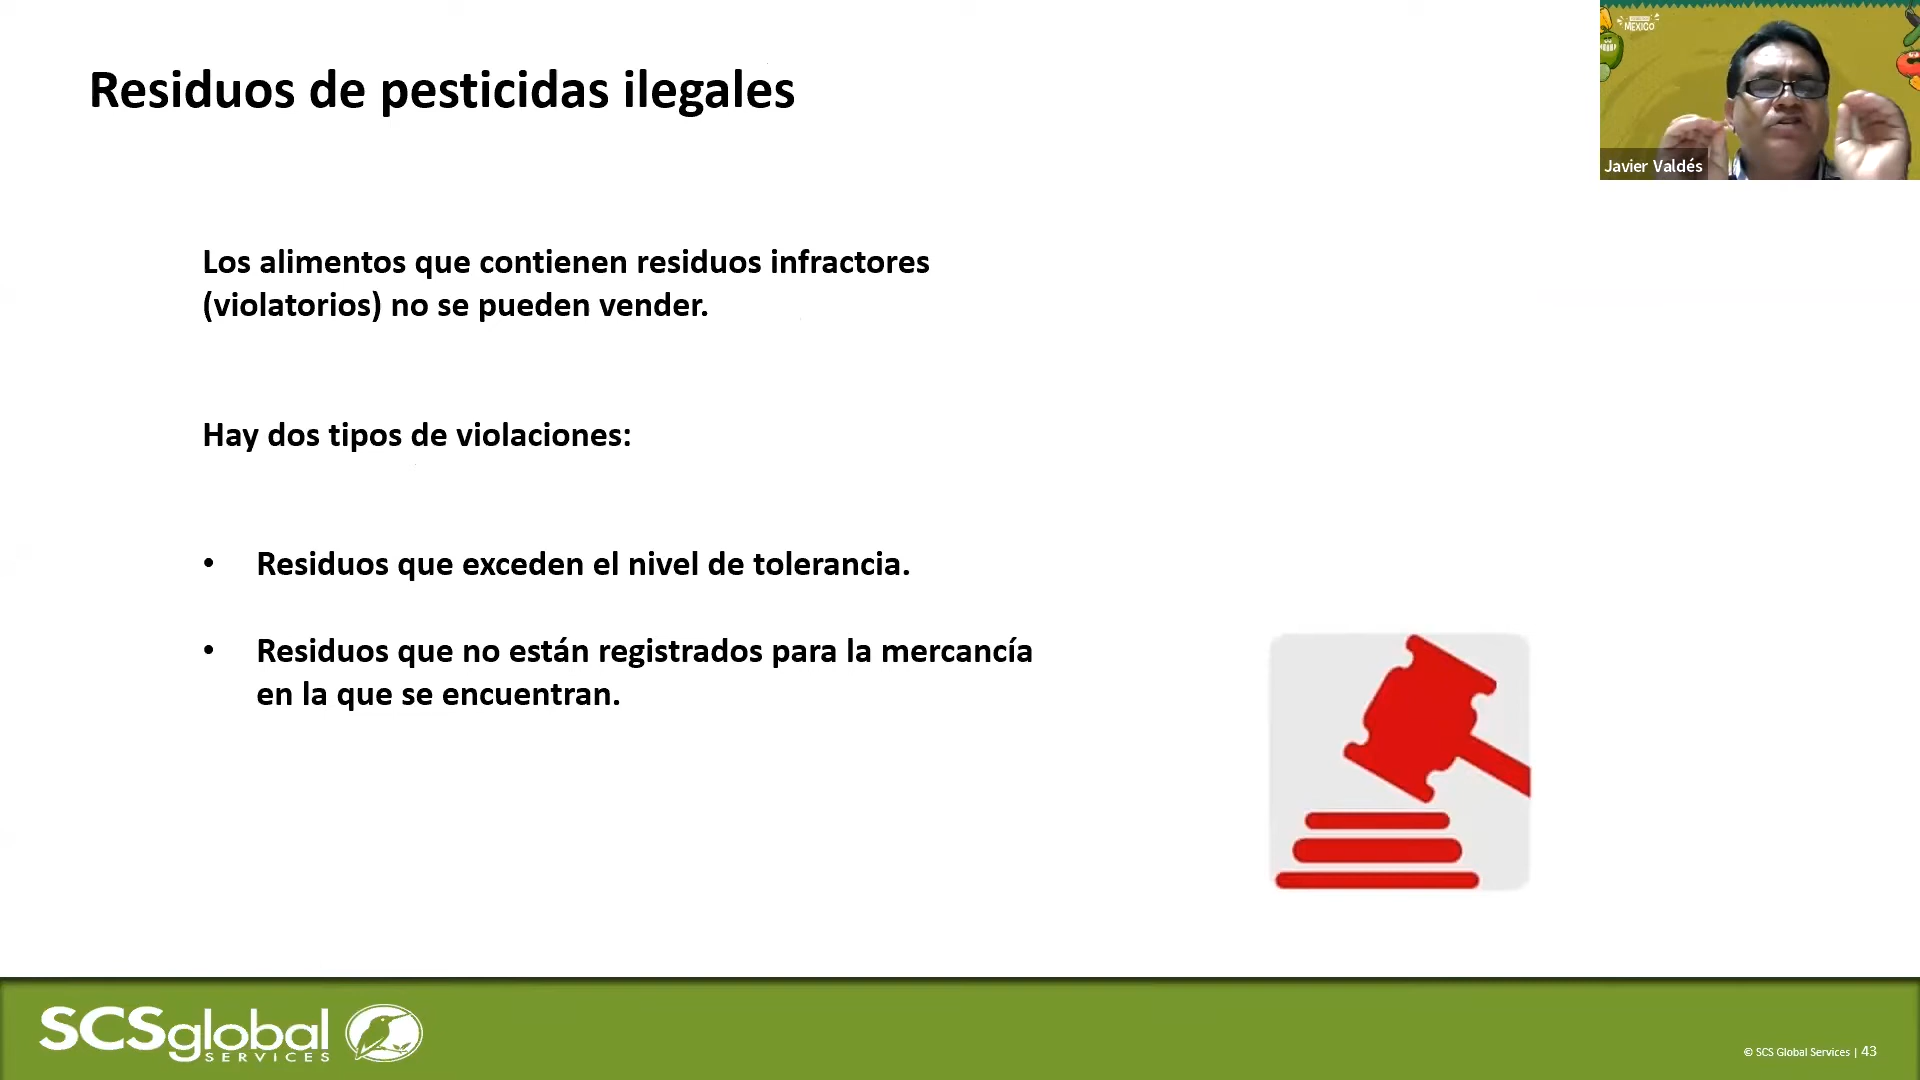 Residuos de pesticidas ilegales
MEXICO
Javier Valdés
Los alimentos que contienen residuos infractores
(violatorios) no se pueden vender.
Hay dos tipos de violaciones:
• Residuos que exceden el nivel de tolerancia.
• Residuos que no están registrados para la mercancía
en la que se encuentran.
SCSglobal
SERVICES
© SCS Global Services | 43